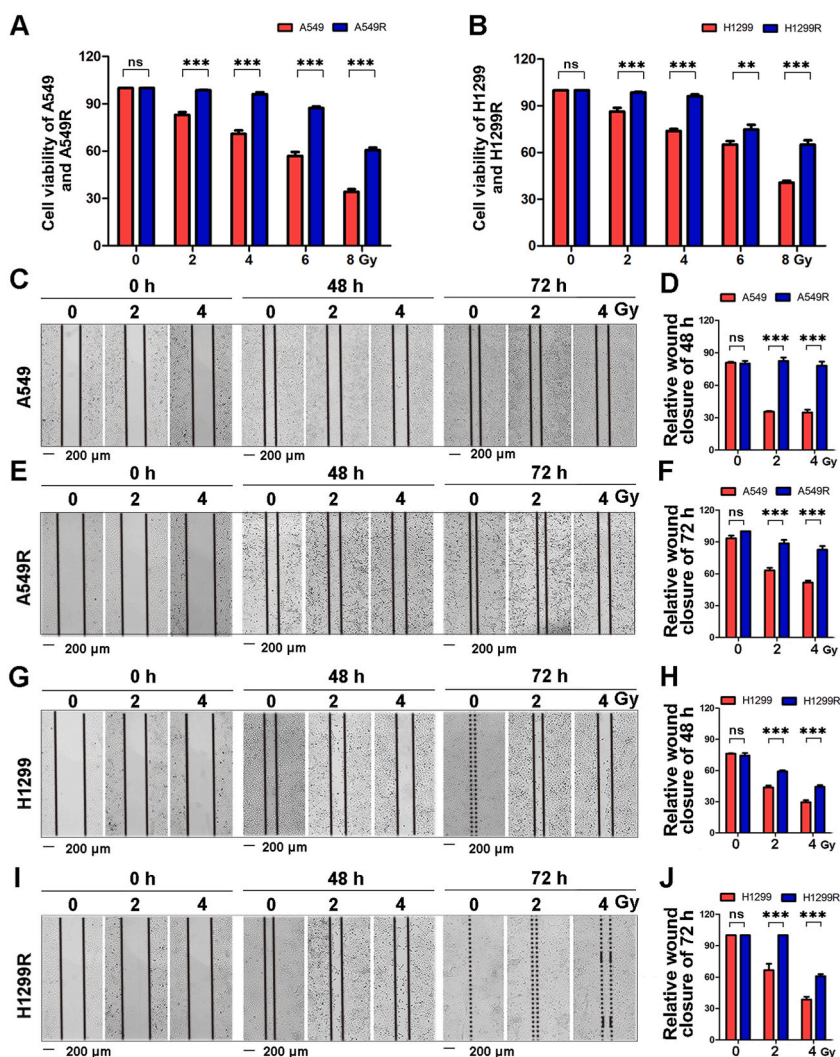 A
A549 A549R
Cell viability of A549
and A549R
120
90
60
30
0
ns *** *** *** ***
0 2 4 6 8 Gy
B
H1299 H1299R
Cell viability of H1299
and H1299R
120
90
60
30
0
ns *** *** ** ***
0 2 4 6 8 Gy
C
0 h 48 h 72 h
0 2 4 0 2 4 0 2 4 Gy
A549
200 μm 200 μm 200 μm
D
A549 A549R
Relative wound
closure of 48 h
120
90
60
30
0
ns *** ***
0 2 4 Gy
E
0 h 48 h 72 h
0 2 4 0 2 4 0 2 4 Gy
A549R
200 μm 200 μm 200 μm
F
A549 A549R
Relative wound
closure of 72 h
120
90
60
30
0
ns *** ***
0 2 4 Gy
G
0 h 48 h 72 h
0 2 4 0 2 4 0 2 4 Gy
H1299
200 μm 200 μm 200 μm
H
H1299 H1299R
Relative wound
closure of 48 h
120
90
60
30
0
ns *** ***
0 2 4 Gy
I
0 h 48 h 72 h
0 2 4 0 2 4 0 2 4 Gy
H1299R
200 μm 200 μm 200 μm
J
H1299 H1299R
Relative wound
closure of 72 h
120
90
60
30
0
ns *** ***
0 2 4 Gy